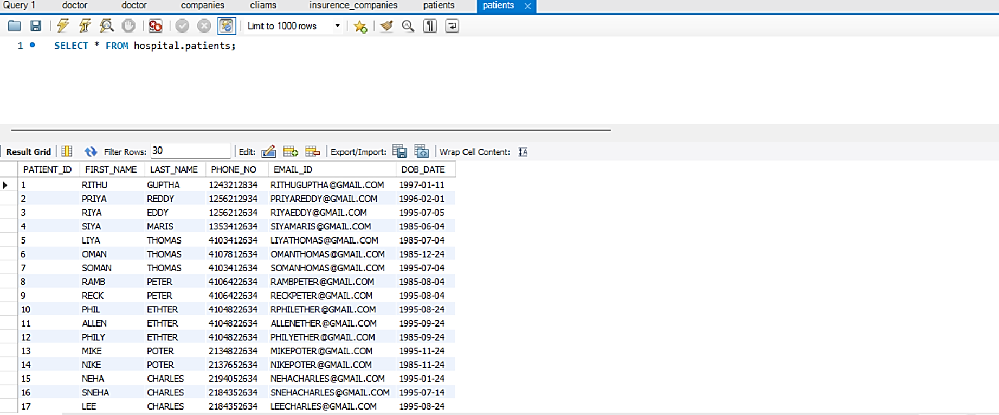 Query 1 doctor doctor companies cliams insurence_companies patients patients
Limit to 1000 rows
1 SELECT * FROM hospital.patients;
Result Grid Filter Rows: 30 Edit: Export/Import: Wrap Cell Content:
PATIENT_ID FIRST_NAME LAST_NAME PHONE_NO EMAIL_ID DOB_DATE
1 RITHU GUPTHA 1243212834 RITHUGUPTHA@GMAIL.COM 1997-01-11
2 PRIYA REDDY 1256212934 PRIYAREDDY@GMAIL.COM 1996-02-01
3 RIYA EDDY 1256212634 RIYAEDDY@GMAIL.COM 1995-07-05
4 SIYA MARIS 1353412634 SIYAMARIS@GMAIL.COM 1985-06-04
5 LIYA THOMAS 4103412634 LIYATHOMAS@GMAIL.COM 1985-07-04
6 OMAN THOMAS 4107812634 OMANTHOMAS@GMAIL.COM 1985-12-24
7 SOMAN THOMAS 4103412634 SOMANHOMAS@GMAIL.COM 1995-07-04
8 RAMB PETER 4106422634 RAMBPETER@GMAIL.COM 1985-08-04
9 RECK PETER 4106422634 RECKPETER@GMAIL.COM 1995-08-04
10 PHIL ETHTER 4104822634 RPHILETHER@GMAIL.COM 1995-08-24
11 ALLEN ETHTER 4104822634 ALLENETHER@GMAIL.COM 1995-09-24
12 PHILY ETHTER 4104822634 PHILYETHER@GMAIL.COM 1985-09-24
13 MIKE POTER 2134822634 MIKEPOTER@GMAIL.COM 1995-11-24
14 NIKE POTER 2137652634 NIKEPOTER@GMAIL.COM 1985-11-24
15 NEHA CHARLES 2194052634 NEHACHARLES@GMAIL.COM 1995-01-24
16 SNEHA CHARLES 2184352634 SNEHACHARLES@GMAIL.COM 1995-07-14
17 LEE CHARLES 2184352634 LEECHARLES@GMAIL.COM 1995-08-24